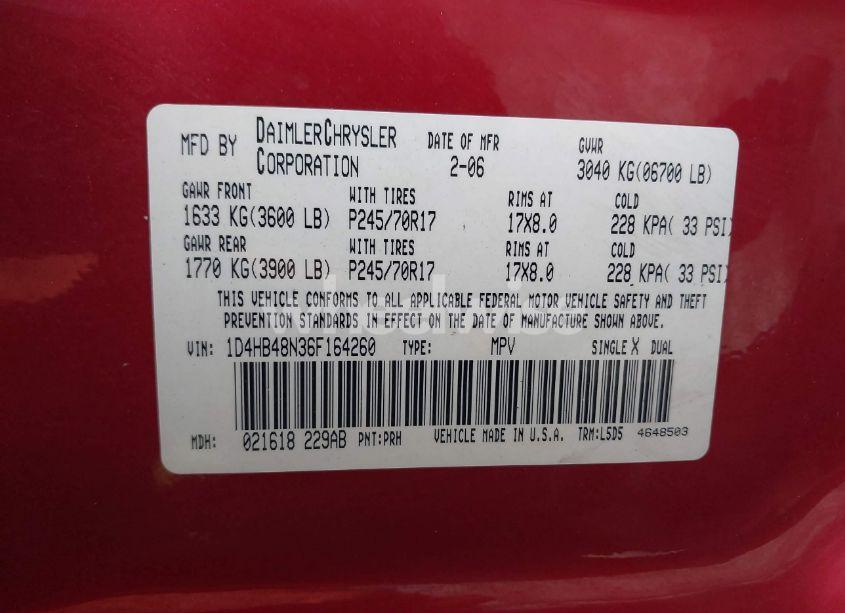 MFD BY DAIMLERCHRYSLER CORPORATION DATE OF MFR 2-06 GVWR 3040 KG(06700 LB)
GAWR FRONT WITH TIRES RIMS AT COLD
1633 KG(3600 LB) P245/70R17 17X8.0 228 KPA( 33 PSI)
GAWR REAR WITH TIRES RIMS AT COLD
1770 KG(3900 LB) P245/70R17 17X8.0 228 KPA( 33 PSI)
THIS VEHICLE CONFORMS TO ALL APPLICABLE FEDERAL MOTOR VEHICLE SAFETY AND THEFT
PREVENTION STANDARDS IN EFFECT ON THE DATE OF MANUFACTURE SHOWN ABOVE.
VIN: 1D4HB48N36F164260 TYPE: MPV SINGLE X DUAL
MDH: 021618 229AB PNT:PRH VEHICLE MADE IN U.S.A. TRM:L5D5 4648503